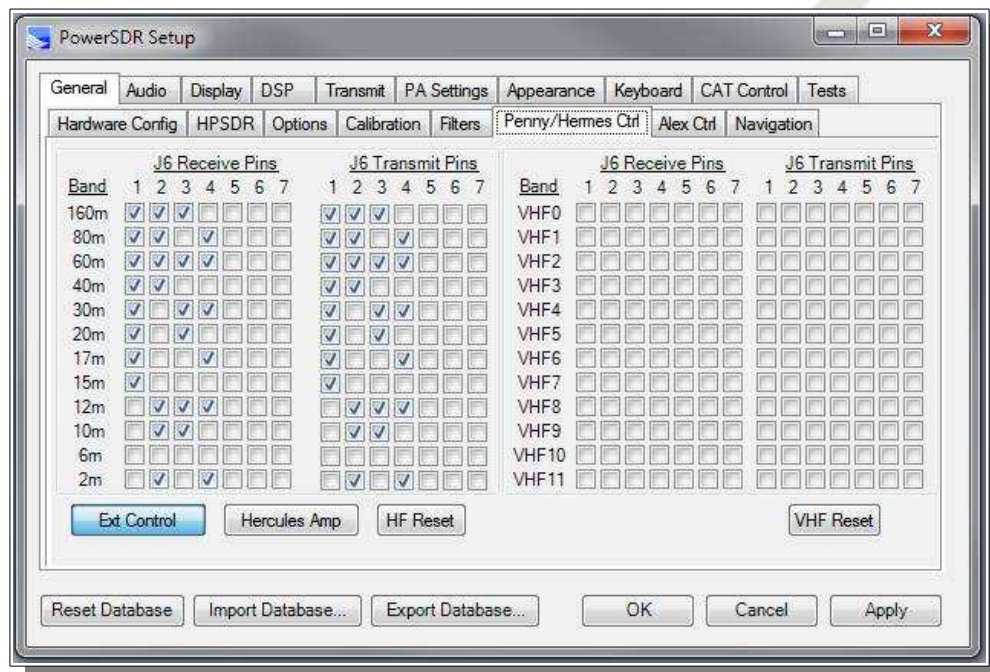 PowerSDR Setup
General Audio Display DSP Transmit PA Settings Appearance Keyboard CAT Control Tests
Hardware Config HPSDR Options Calibration Filters Penny/Hermes Ctrl Alex Ctrl Navigation
J6 Receive Pins J6 Transmit Pins J6 Receive Pins J6 Transmit Pins
Band 1 2 3 4 5 6 7 1 2 3 4 5 6 7 Band 1 2 3 4 5 6 7 1 2 3 4 5 6 7
160m VHF0
80m VHF1
60m VHF2
40m VHF3
30m VHF4
20m VHF5
17m VHF6
15m VHF7
12m VHF8
10m VHF9
6m VHF10
2m VHF11
Ext Control Hercules Amp HF Reset VHF Reset
Reset Database Import Database... Export Database... OK Cancel Apply